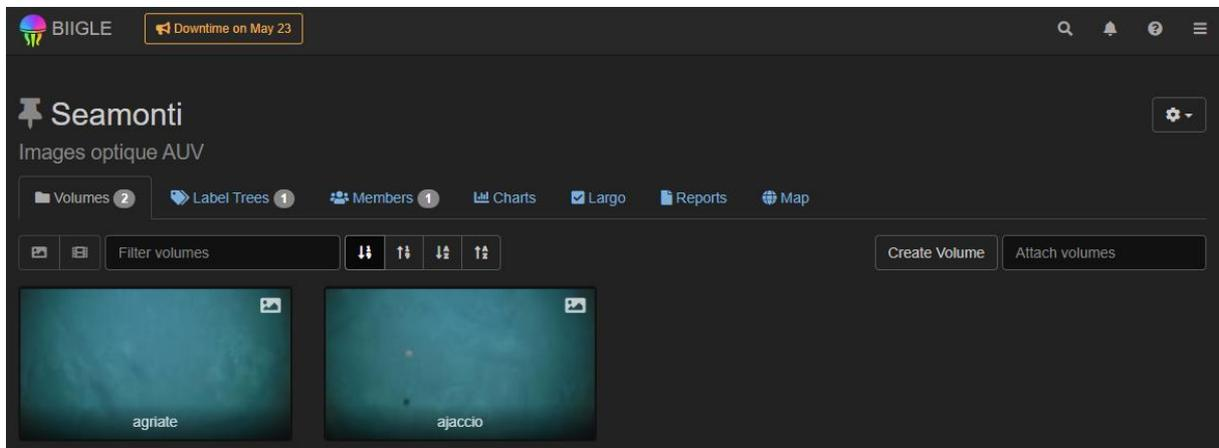 BIIGLE Downtime on May 23
Seamonti
Images optique AUV
Volumes 2 Label Trees 1 Members 1 Charts Largo Reports Map
Filter volumes Create Volume Attach volumes
agriate ajaccio